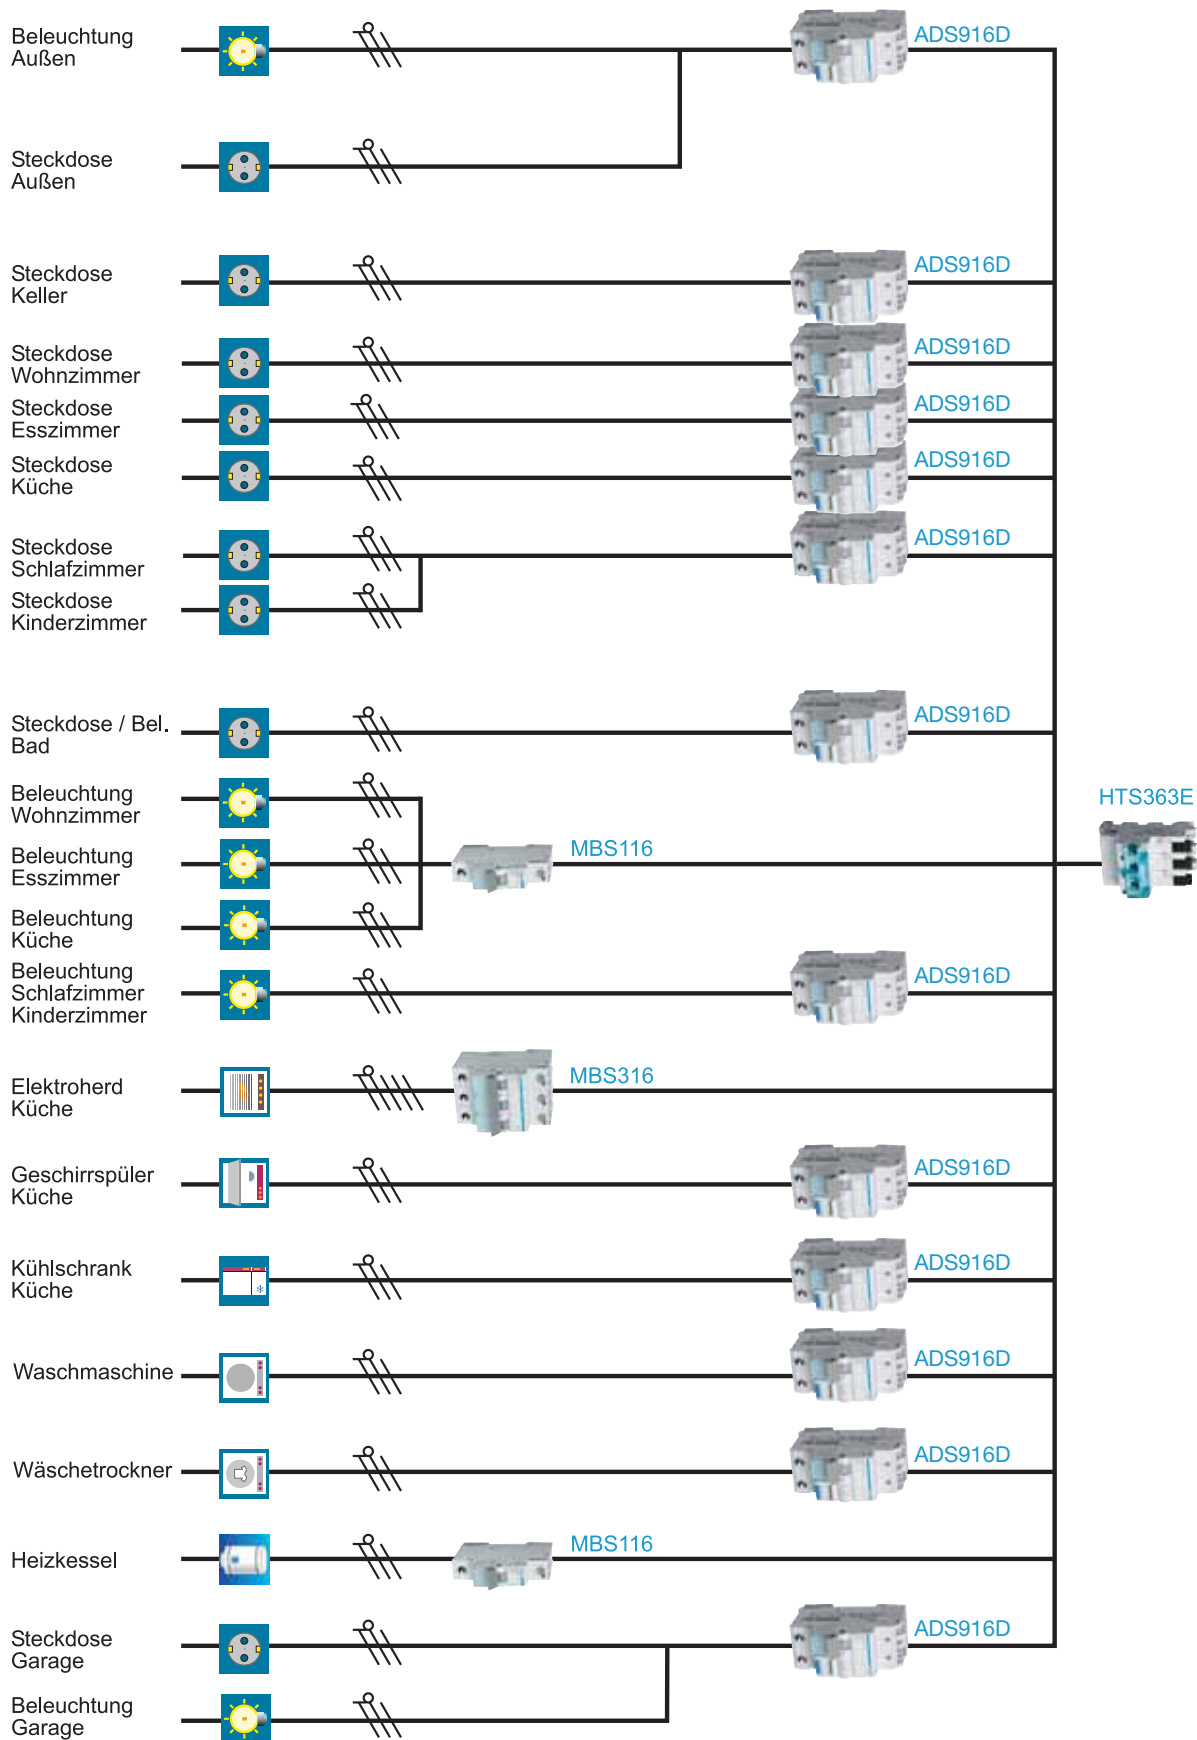 Beleuchtung
Außen
ADS916D
Steckdose
Außen
Steckdose
Keller
ADS916D
Steckdose
Wohnzimmer
ADS916D
Steckdose
Esszimmer
ADS916D
Steckdose
Küche
ADS916D
Steckdose
Schlafzimmer
ADS916D
Steckdose
Kinderzimmer
Steckdose / Bel.
Bad
ADS916D
Beleuchtung
Wohnzimmer
HTS363E
Beleuchtung
Esszimmer
MBS116
Beleuchtung
Küche
Beleuchtung
Schlafzimmer
Kinderzimmer
ADS916D
Elektroherd
Küche
MBS316
Geschirrspüler
Küche
ADS916D
Kühlschrank
Küche
ADS916D
Waschmaschine
ADS916D
Wäschetrockner
ADS916D
Heizkessel
MBS116
Steckdose
Garage
ADS916D
Beleuchtung
Garage